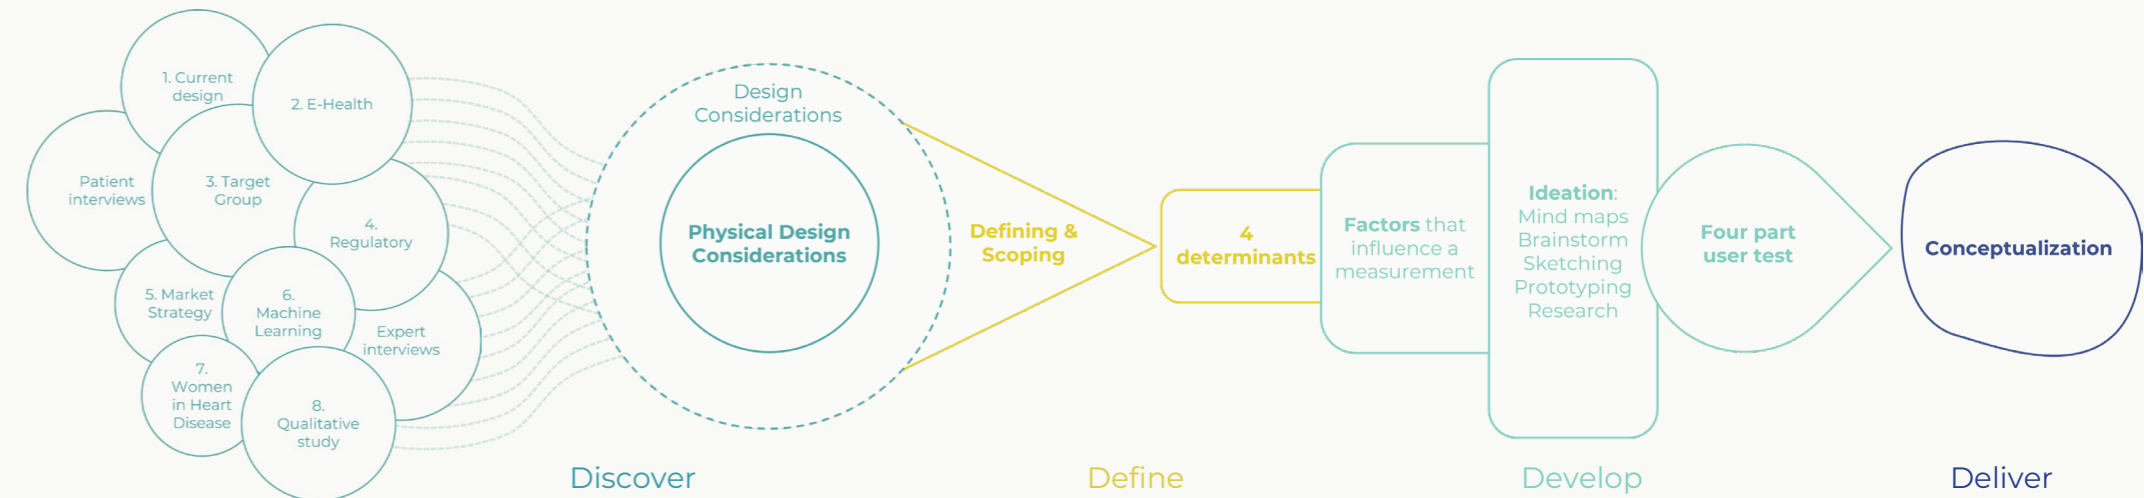 1. Current
design
2. E-Health
Patient
interviews
3. Target
Group
4.
Regulatory
5. Market
Strategy
6.
Machine
Learning
Expert
interviews
7.
Women
in Heart
Disease
8.
Qualitative
study
Design
Considerations
Physical Design
Considerations
Defining &
Scoping
4
determinants
Factors that
influence a
measurement
Ideation:
Mind maps
Brainstorm
Sketching
Prototyping
Research
Four part
user test
Conceptualization
Discover
Define
Develop
Deliver